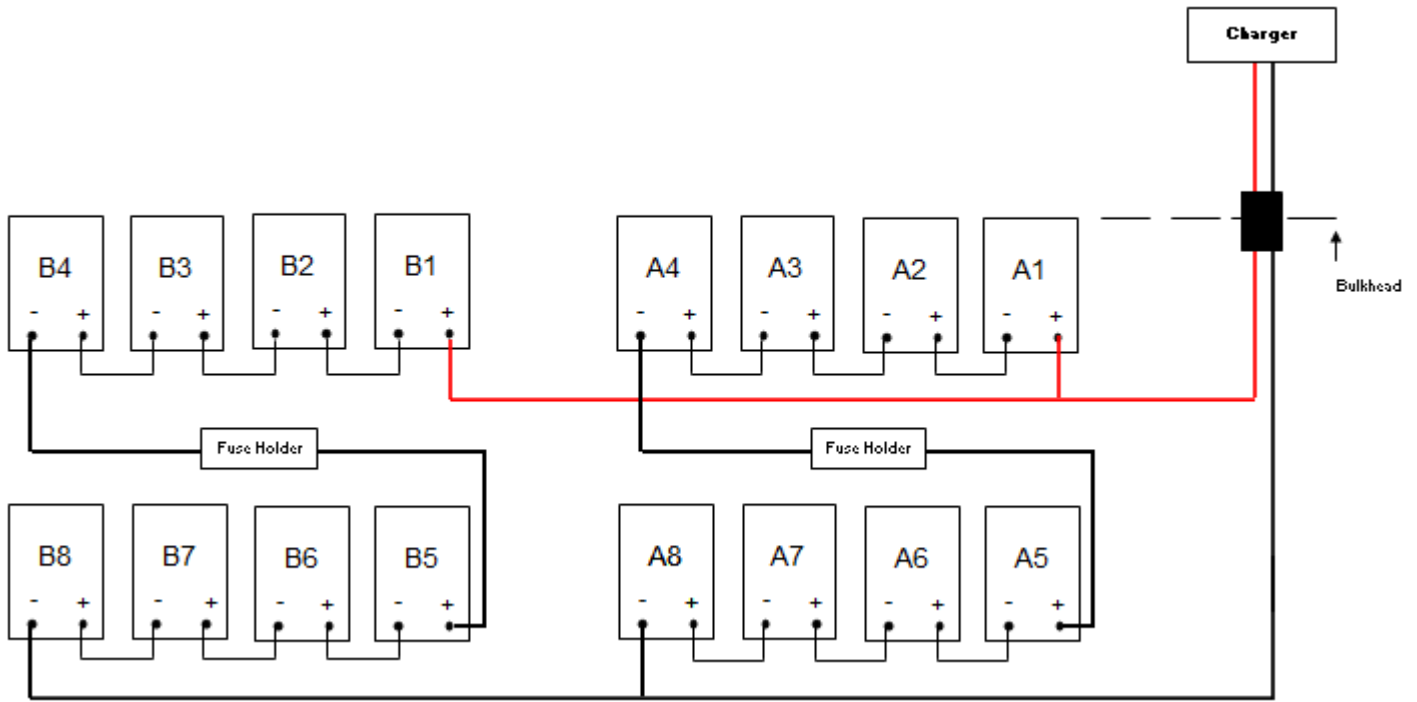 Charger
B4 B3 B2 B1 A4 A3 A2 A1
- + - + - + - + - + - + - + - +
Bulkhead
Fuse Holder Fuse Holder
B8 B7 B6 B5 A8 A7 A6 A5
- + - + - + - + - + - + - + - +